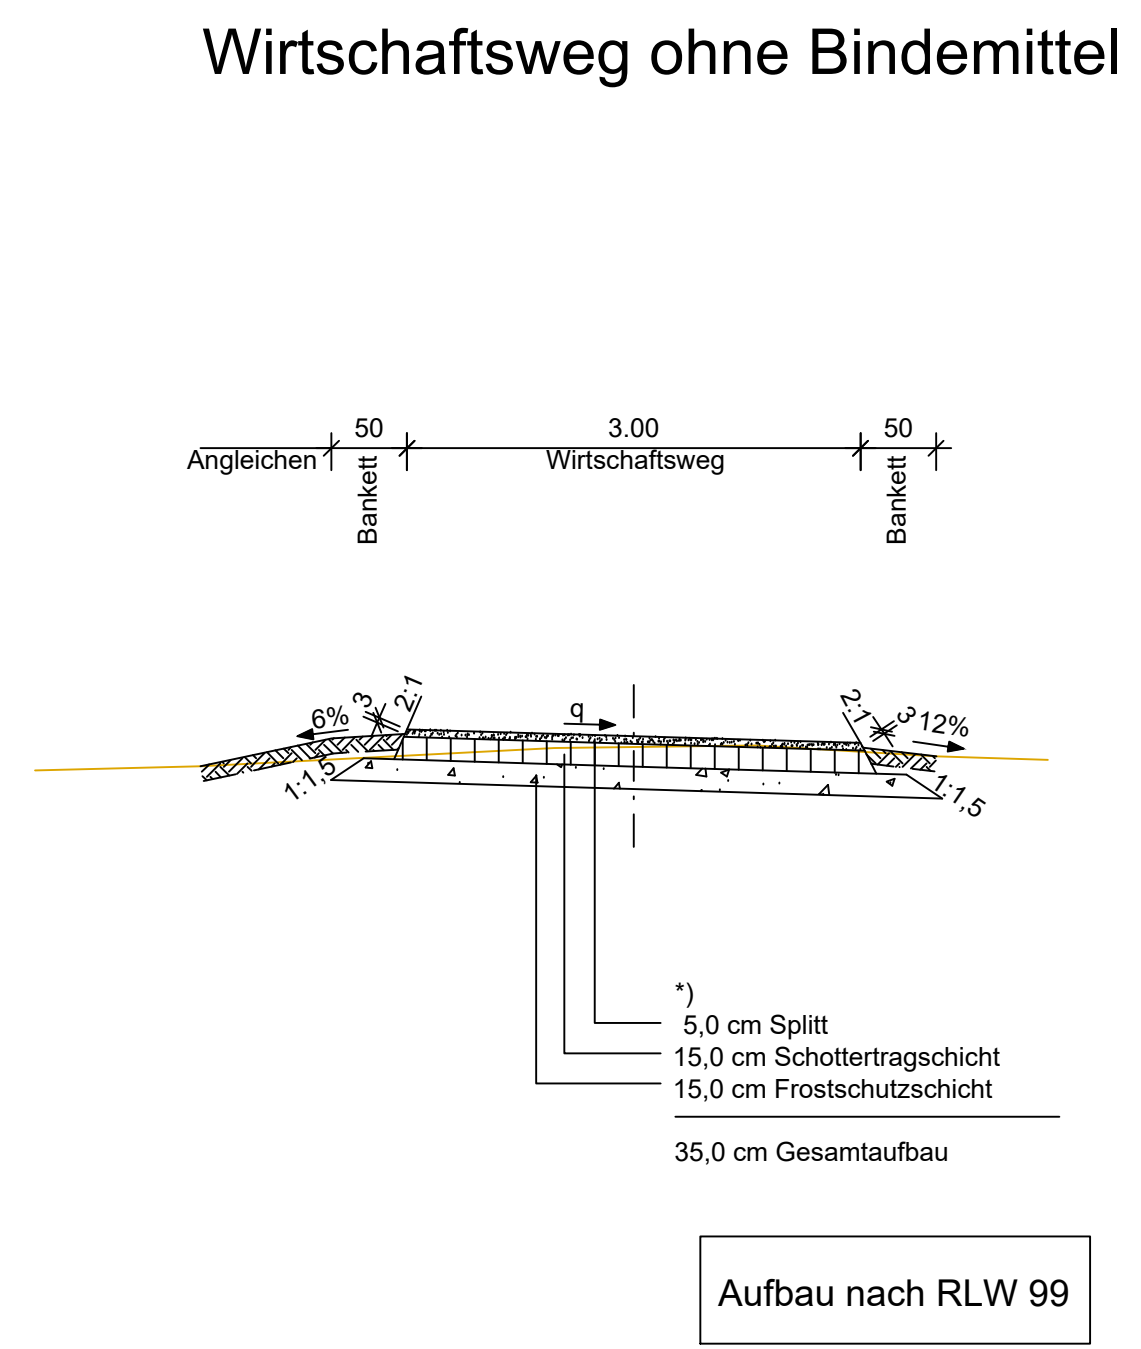 Wirtschaftsweg ohne Bindemittel
50
3.00
50
Angleichen
Bankett
Wirtschaftsweg
Bankett
6%
3
2:1
q
2:1
3
12%
1:1,5
1:1,5
*)
5,0 cm Splitt
15,0 cm Schottertragschicht
15,0 cm Frostschutzschicht
35,0 cm Gesamtaufbau
Aufbau nach RLW 99